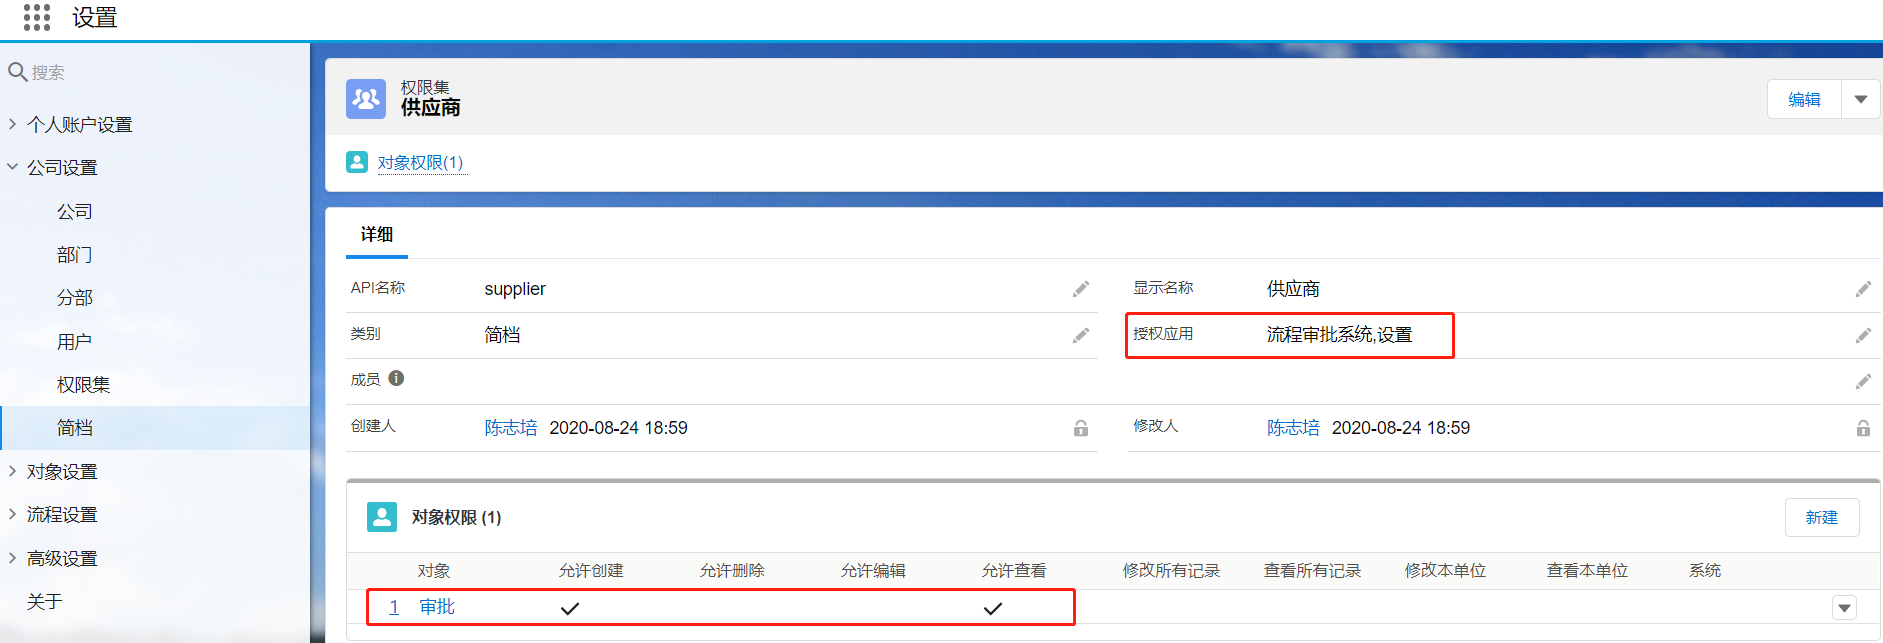 设置
搜索
个人账户设置
公司设置
公司
部门
分部
用户
权限集
简档
对象设置
流程设置
高级设置
关于
权限集
供应商
编辑
对象权限(1)
详细
API名称 supplier 显示名称 供应商
类别 简档 授权应用 流程审批系统,设置
成员
创建人 陈志培 2020-08-24 18:59 修改人 陈志培 2020-08-24 18:59
对象权限 (1) 新建
对象 允许创建 允许删除 允许编辑 允许查看 修改所有记录 查看所有记录 修改本单位 查看本单位 系统
1 审批